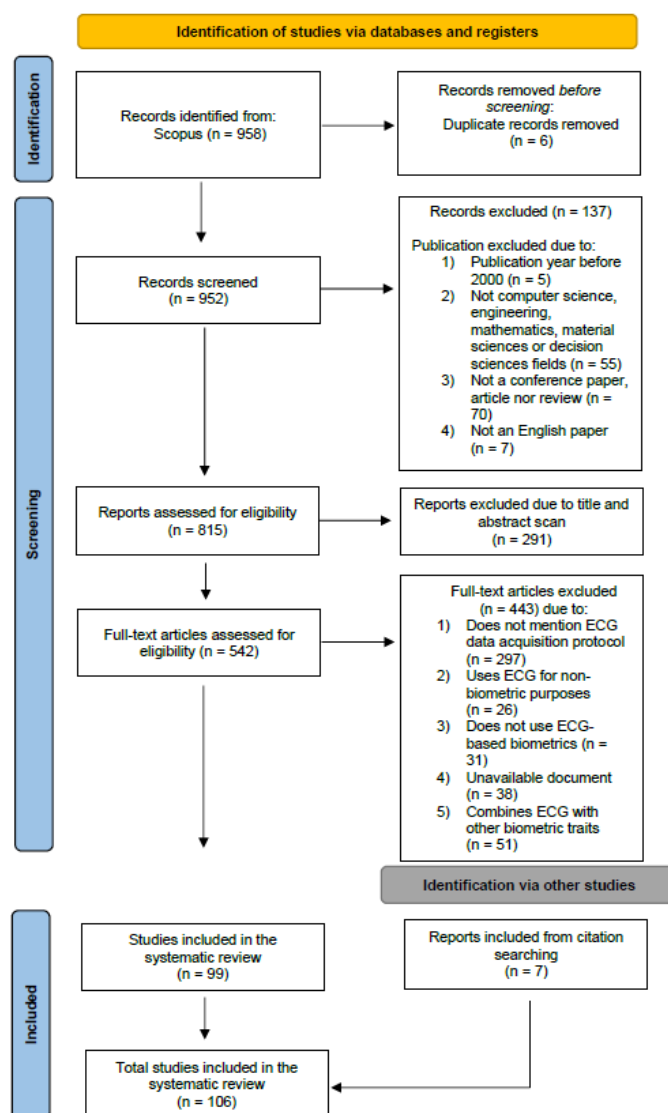 Identification of studies via databases and registers
Identification
Records identified from:
Scopus (n = 958)
Records removed before
screening:
Duplicate records removed
(n = 6)
Screening
Records screened
(n = 952)
Records excluded (n = 137)
Publication excluded due to:
1) Publication year before
2000 (n = 5)
2) Not computer science,
engineering,
mathematics, material
sciences or decision
sciences fields (n = 55)
3) Not a conference paper,
article nor review (n =
70)
4) Not an English paper
(n = 7)
Reports assessed for eligibility
(n = 815)
Reports excluded due to title and
abstract scan
(n = 291)
Full-text articles assessed for
eligibility (n = 542)
Full-text articles excluded
(n = 443) due to:
1) Does not mention ECG
data acquisition protocol
(n = 297)
2) Uses ECG for non-
biometric purposes
(n = 26)
3) Does not use ECG-
based biometrics (n =
31)
4) Unavailable document
(n = 38)
5) Combines ECG with
other biometric traits
(n = 51)
Identification via other studies
Included
Studies included in the
systematic review
(n = 99)
Reports included from citation
searching
(n = 7)
Total studies included in the
systematic review
(n = 106)